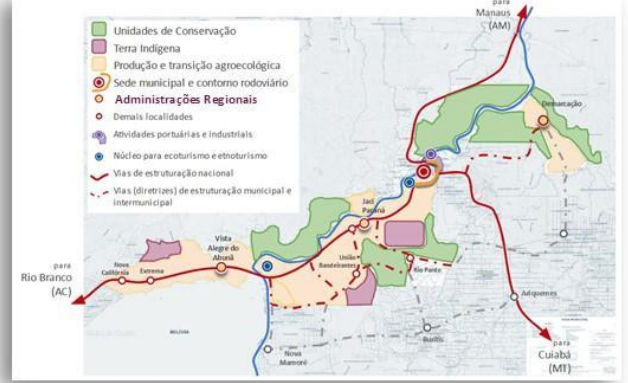 para
Manaus
(AM)
Unidades de Conservação
Terra Indígena
Produção e transição agroecológica
Sede municipal e contorno rodoviário
Administrações Regionais
Demais localidades
Atividades portuárias e industriais
Núcleo para ecoturismo e etnoturismo
Vias de estruturação nacional
Vias (diretrizes) de estruturação municipal e
intermunicipal
Demarcação
Jaci
Paraná
Vista
Alegre do
Abunã
Nova
Califórnia
Extrema
União
Bandeirantes
Rio Pardo
para
Rio Branco
(AC)
BOLÍVIA
Ariquemes
Buritis
Nova
Mamoré
para
Cuiabá
(MT)